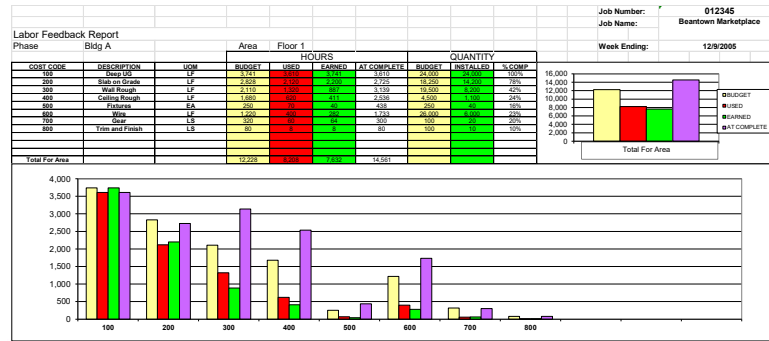 Job Number: 012345
Job Name: Beantown Marketplace
Labor Feedback Report
Phase Bldg A Area Floor 1 Week Ending: 12/9/2005
HOURS QUANTITY
COST CODE DESCRIPTION UOM BUDGET USED EARNED AT COMPLETE BUDGET INSTALLED % COMP
100 Deep UG LF 3,741 3,610 3,741 3,610 24,000 24,000 100%
200 Slab on Grade LF 2,828 2,120 2,200 2,725 18,250 14,200 78%
300 Wall Rough LF 2,110 1,320 887 3,139 19,500 8,200 42%
400 Ceiling Rough LF 1,680 620 411 2,536 4,500 1,100 24%
500 Fixtures EA 250 70 40 438 250 40 16%
600 Wire LF 1,220 400 282 1,733 26,000 6,000 23%
700 Gear LS 320 60 64 300 100 20 20%
800 Trim and Finish LS 80 8 8 80 100 10 10%
Total For Area 12,228 8,208 7,632 14,561
16,000
14,000
12,000
10,000
8,000
6,000
4,000
2,000
0
Total For Area
BUDGET
USED
EARNED
AT COMPLETE
4,000
3,500
3,000
2,500
2,000
1,500
1,000
500
0
100 200 300 400 500 600 700 800